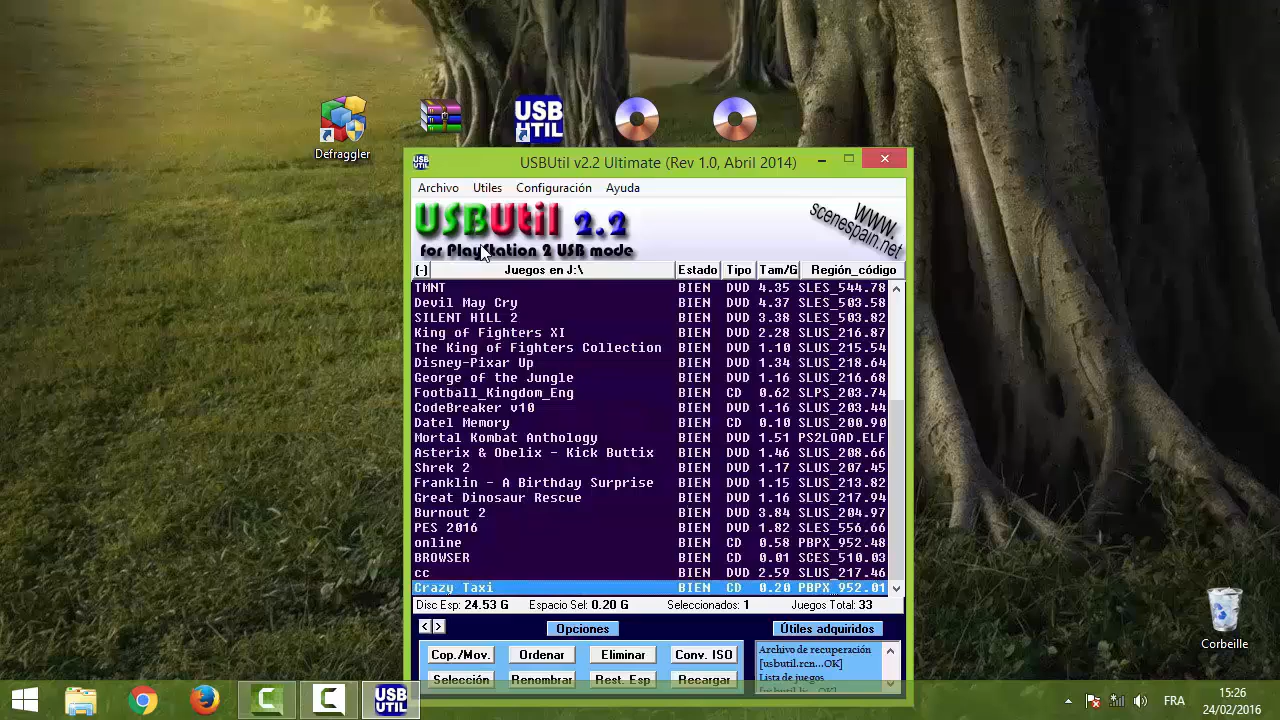 Defraggler
USB
UTIL
USBUtil v2.2 Ultimate (Rev 1.0, Abril 2014)
Archivo Utiles Configuración Ayuda
USBUtil 2.2
for PlayStation 2 USB mode
WWW.
scenespain.net
(-) Juegos en J:\ Estado Tipo Tam/G Región_código
TMNT BIEN DVD 4.35 SLES_544.78
Devil May Cry BIEN DVD 4.37 SLES_503.58
SILENT HILL 2 BIEN DVD 3.38 SLES_503.82
King of Fighters XI BIEN DVD 2.28 SLUS_216.87
The King of Fighters Collection BIEN DVD 1.10 SLUS_215.54
Disney-Pixar Up BIEN DVD 1.34 SLUS_218.64
George of the Jungle BIEN DVD 1.16 SLUS_216.68
Football_Kingdom_Eng BIEN CD 0.62 SLPS_203.74
CodeBreaker v10 BIEN DVD 1.16 SLUS_203.44
Datel Memory BIEN CD 0.10 SLUS_200.90
Mortal Kombat Anthology BIEN DVD 1.51 PS2LOAD.ELF
Asterix & Obelix - Kick Buttix BIEN DVD 1.46 SLUS_208.66
Shrek 2 BIEN DVD 1.17 SLUS_207.45
Franklin - A Birthday Surprise BIEN DVD 1.15 SLUS_213.82
Great Dinosaur Rescue BIEN DVD 1.16 SLUS_217.94
Burnout 2 BIEN DVD 3.84 SLUS_204.97
PES 2016 BIEN DVD 1.82 SLES_556.66
online BIEN CD 0.58 PBPX_952.48
BROWSER BIEN CD 0.01 SCES_510.03
cc BIEN DVD 2.59 SLUS_217.46
Crazy Taxi BIEN CD 0.20 PBPX_952.01
Disc Esp: 24.53 G Espacio Sel: 0.20 G Seleccionados: 1 Juegos Total: 33
< > Opciones Útiles adquiridos
Cop./Mov. Ordenar Eliminar Conv. ISO
Selección Renombrar Rest. Esp Recargar
Archivo de recuperación
[usbutil.rcn...OK]
Lista de juegos
Corbeille
USB
UTIL
FRA
15:26
24/02/2016